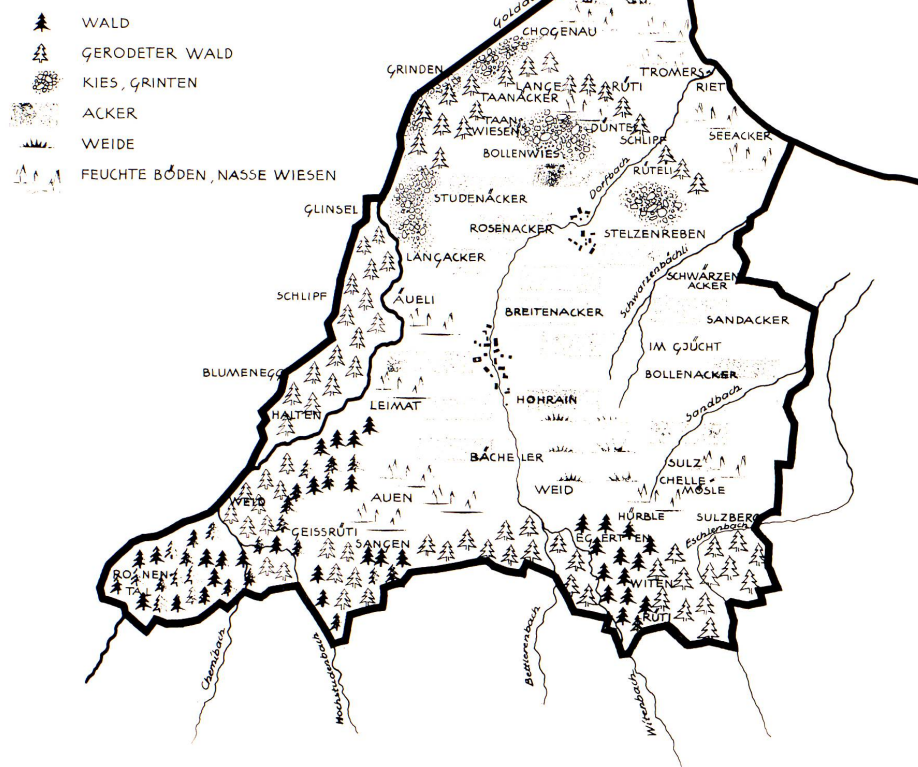 WALD
GERODETER WALD
KIES, GRINTEN
ACKER
WEIDE
FEUCHTE BÖDEN, NASSE WIESEN
CHOGENAU
GRINDEN
TROMERS
LANGE
RÜTI
RIET
TAANÄCKER
TAAN
WIESEN
DÜNTEL
SCHLIPF
SEEACKER
BOLLENWIES
Dorfbach
RÜTELI
STUDENÄCKER
GLINSEL
ROSENACKER
STELZENREBEN
LANGACKER
Schwarzenbächli
SCHWÄRZEN
ACKER
SCHLIPF
ÄUELI
BREITENACKER
SANDACKER
IM GJÜCHT
BLUMENEGG
BOLLENACKER
LEIMAT
HOHRAIN
Sandbach
HALTEN
BÄCHELER
SULZ
CHELLE
WEID
MÖSLE
AUEN
WEID
HÜRBLE
SULZBERG
GEISSRÜTI
EGERTEN
Eschlenbach
SANGEN
TAL
WITEN
RÜTI
Chemibach
Hochstudenbach
Bettlerenbach
Witenbach